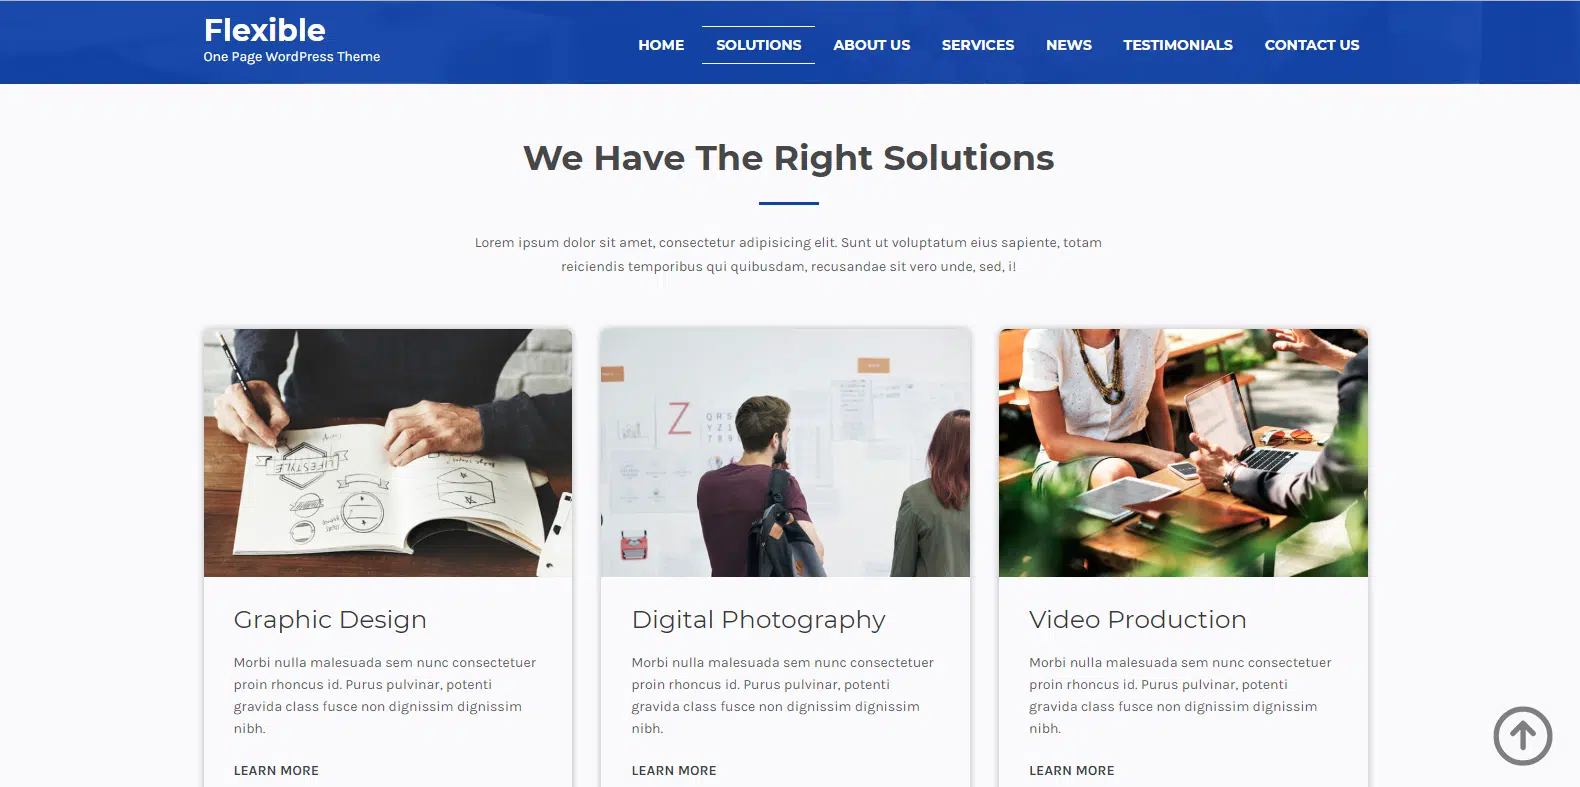 Flexible
One Page WordPress Theme
HOME
SOLUTIONS
ABOUT US
SERVICES
NEWS
TESTIMONIALS
CONTACT US
We Have The Right Solutions
Lorem ipsum dolor sit amet, consectetur adipisicing elit. Sunt ut voluptatum eius sapiente, totam
reiciendis temporibus qui quibusdam, recusandae sit vero unde, sed, i!
LIFESTYLE
Z
Graphic Design
Morbi nulla malesuada sem nunc consectetuer
proin rhoncus id. Purus pulvinar, potenti
gravida class fusce non dignissim dignissim
nibh.
LEARN MORE
Digital Photography
Morbi nulla malesuada sem nunc consectetuer
proin rhoncus id. Purus pulvinar, potenti
gravida class fusce non dignissim dignissim
nibh.
LEARN MORE
Video Production
Morbi nulla malesuada sem nunc consectetuer
proin rhoncus id. Purus pulvinar, potenti
gravida class fusce non dignissim dignissim
nibh.
LEARN MORE